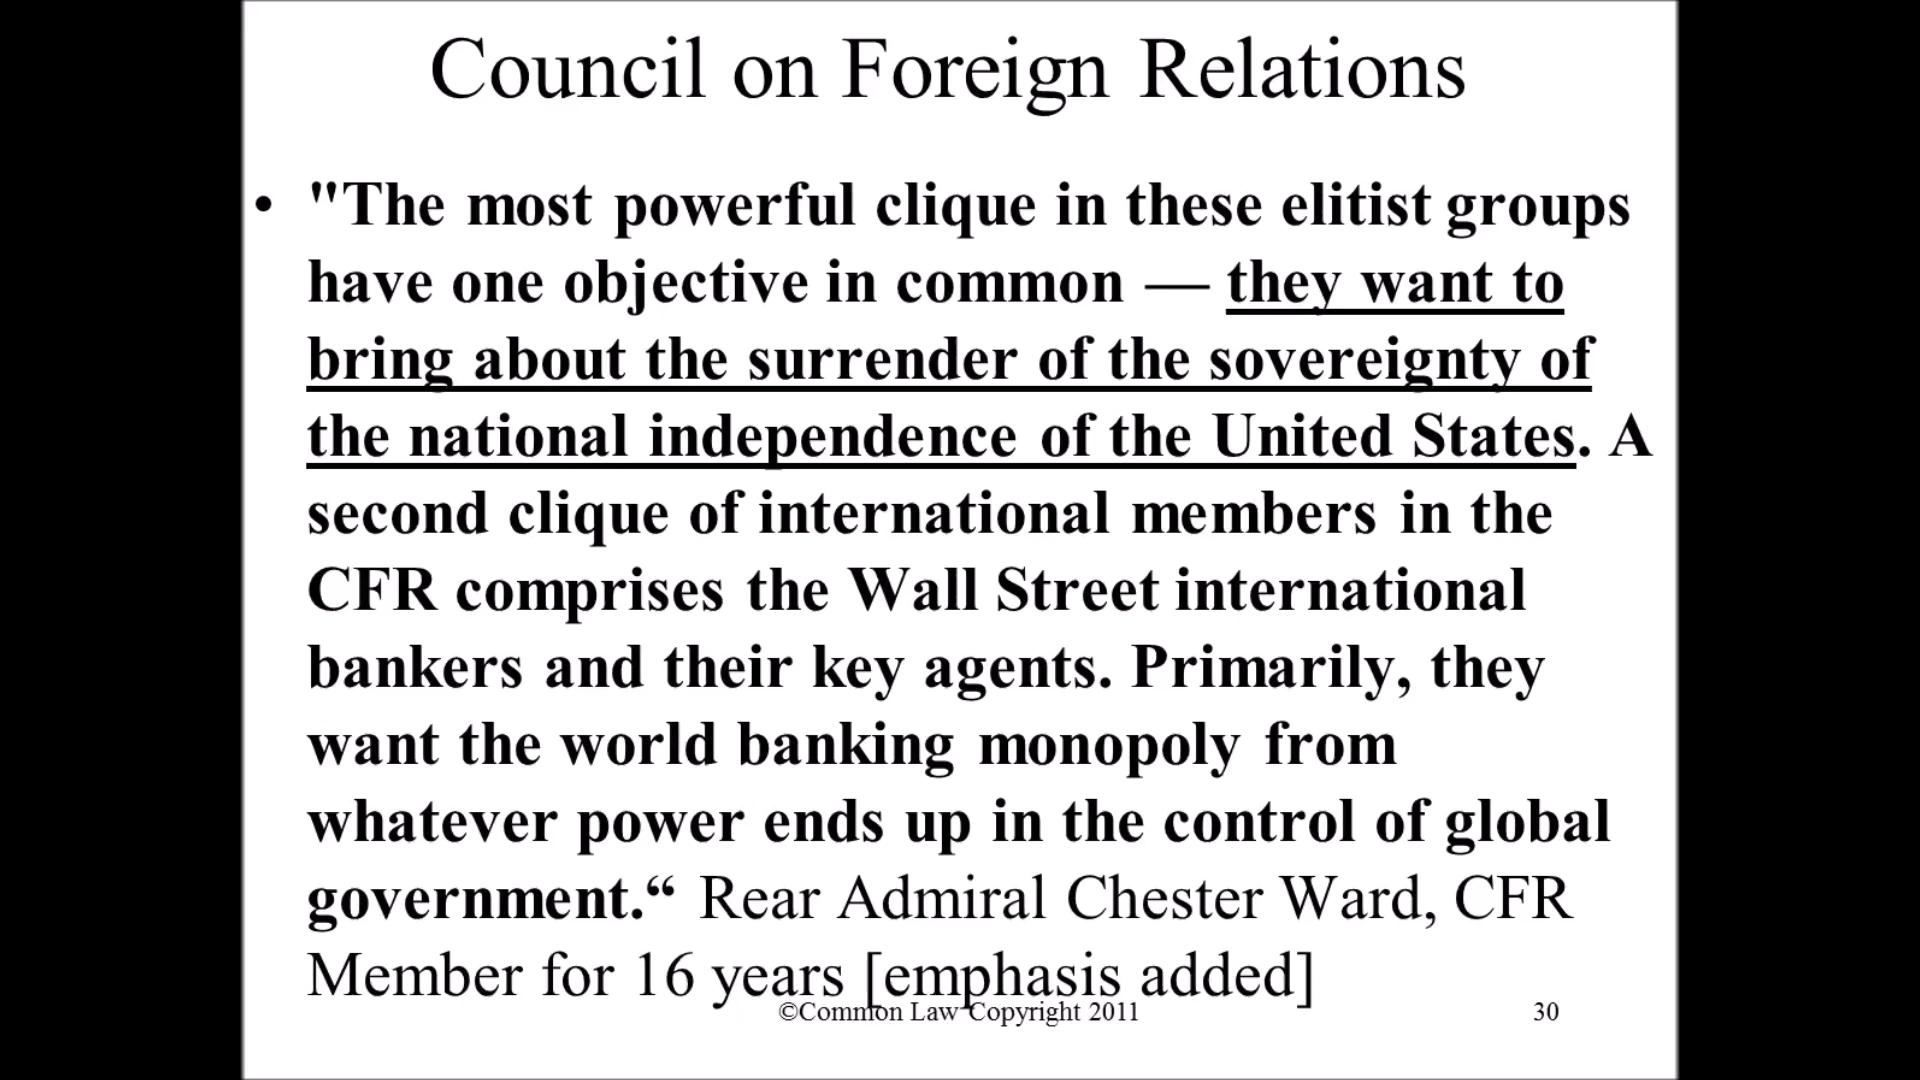 Council on Foreign Relations
• "The most powerful clique in these elitist groups
have one objective in common — they want to
bring about the surrender of the sovereignty of
the national independence of the United States. A
second clique of international members in the
CFR comprises the Wall Street international
bankers and their key agents. Primarily, they
want the world banking monopoly from
whatever power ends up in the control of global
government.“ Rear Admiral Chester Ward, CFR
Member for 16 years [emphasis added]
©Common Law Copyright 2011
30